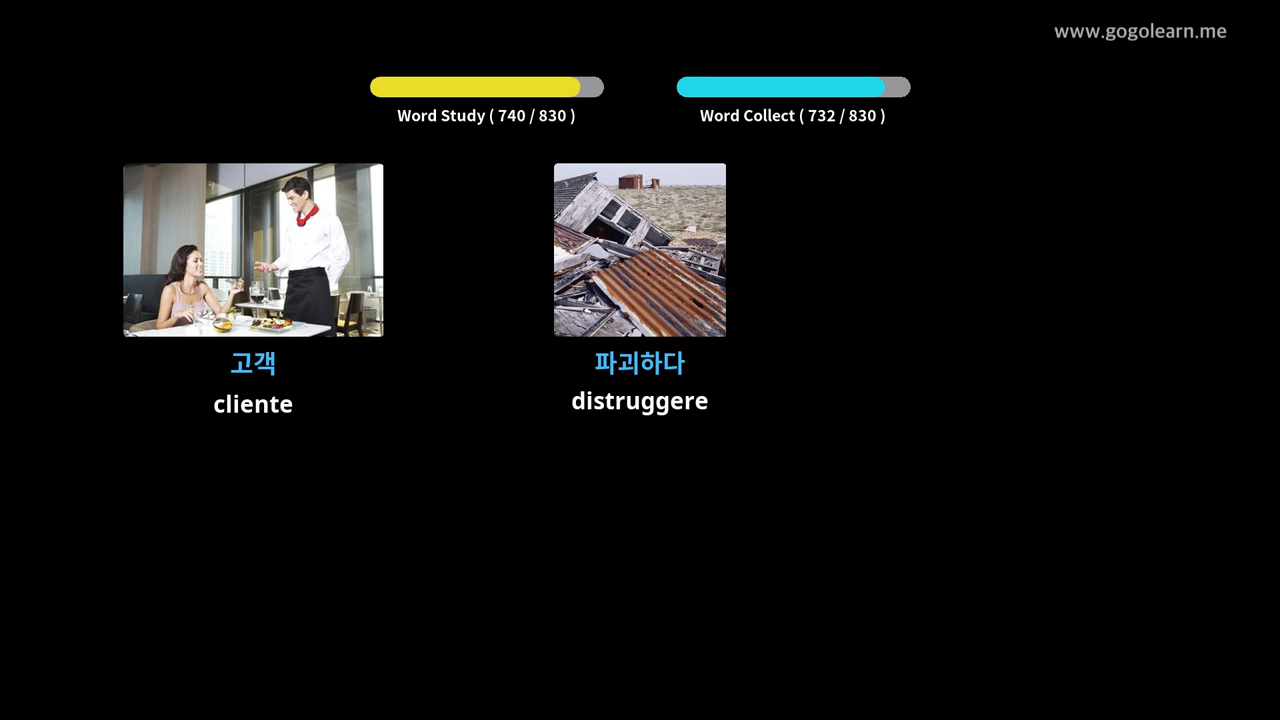 www.gogolearn.me
Word Study ( 740 / 830 )
Word Collect ( 732 / 830 )
고객
cliente
파괴하다
distruggere